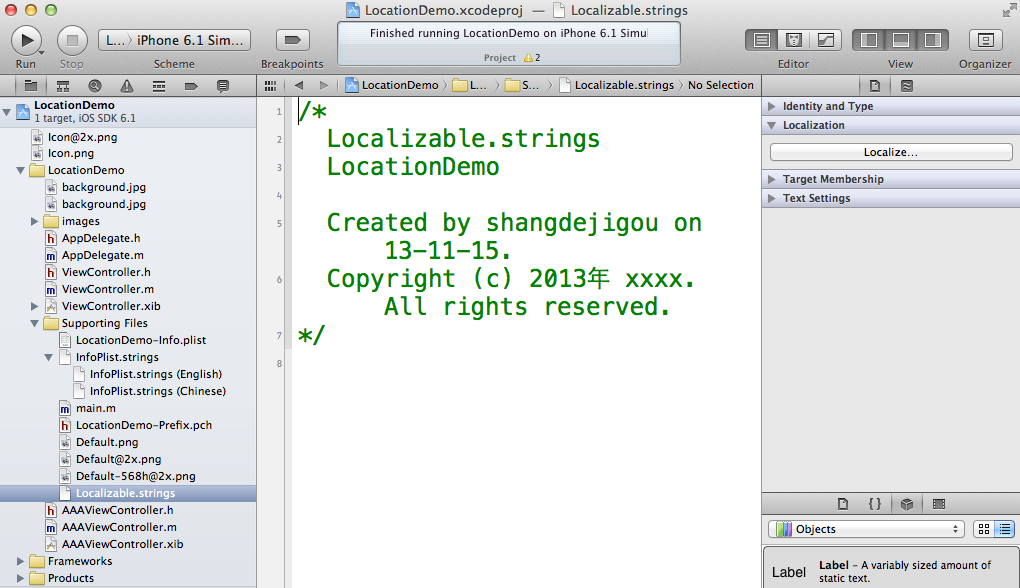 LocationDemo.xcodeproj — Localizable.strings
L... 〉 iPhone 6.1 Sim...
Finished running LocationDemo on iPhone 6.1 Simul
Project 2
Run Stop Scheme Breakpoints Editor View Organizer
LocationDemo 〉 L... 〉 S... 〉 Localizable.strings 〉 No Selection
LocationDemo
1 target, iOS SDK 6.1
Icon@2x.png
Icon.png
LocationDemo
background.jpg
background.jpg
images
AppDelegate.h
AppDelegate.m
ViewController.h
ViewController.m
ViewController.xib
Supporting Files
LocationDemo-Info.plist
InfoPlist.strings
InfoPlist.strings (English)
InfoPlist.strings (Chinese)
main.m
LocationDemo-Prefix.pch
Default.png
Default@2x.png
Default-568h@2x.png
Localizable.strings
AAAViewController.h
AAAViewController.m
AAAViewController.xib
Frameworks
Products
1 /*
2 Localizable.strings
3 LocationDemo
4
5 Created by shangdejigou on
13-11-15.
6 Copyright (c) 2013年 xxxx.
All rights reserved.
7 */
8
Identity and Type
Localization
Localize...
Target Membership
Text Settings
Objects
Label
Label - A variably sized amount of
static text.